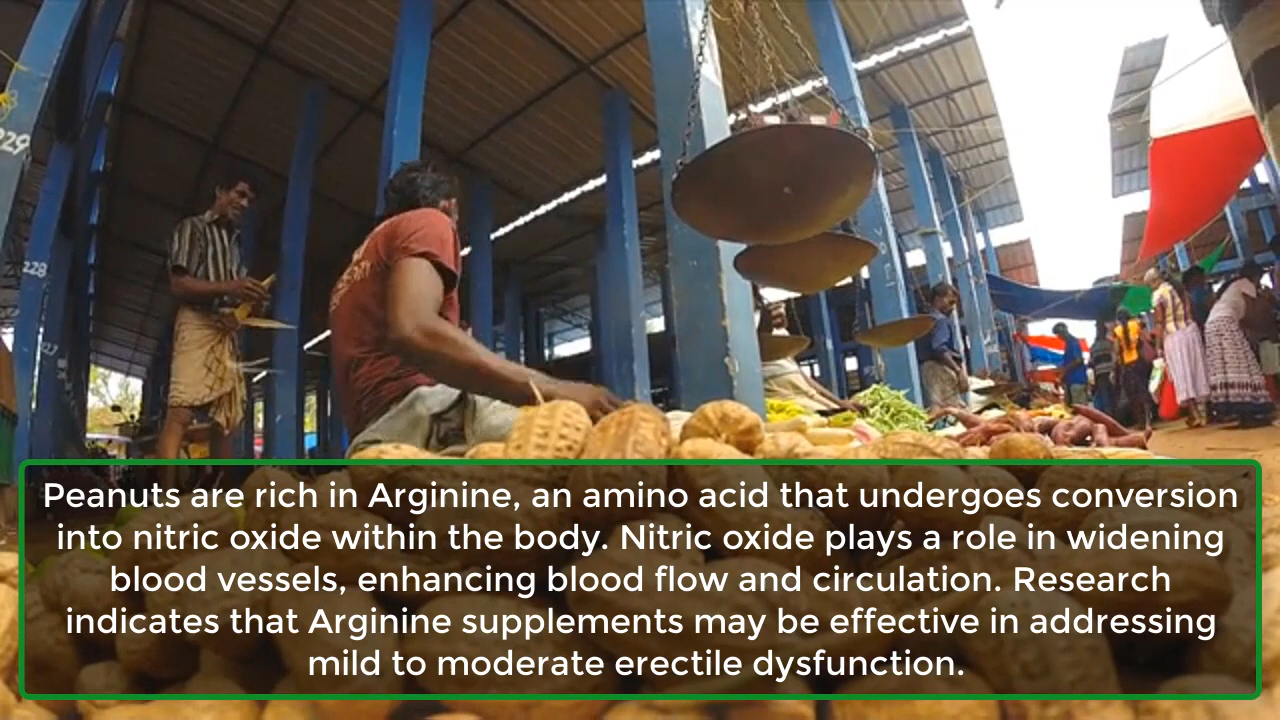 229
228
Peanuts are rich in Arginine, an amino acid that undergoes conversion
into nitric oxide within the body. Nitric oxide plays a role in widening
blood vessels, enhancing blood flow and circulation. Research
indicates that Arginine supplements may be effective in addressing
mild to moderate erectile dysfunction.